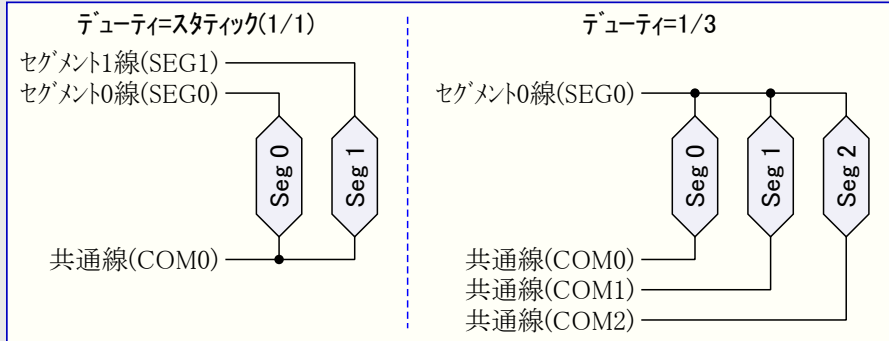 デューティ=スタティック(1/1)
セグメント1線(SEG1)
セグメント0線(SEG0)
Seg 0
Seg 1
共通線(COM0)
デューティ=1/3
セグメント0線(SEG0)
Seg 0
Seg 1
Seg 2
共通線(COM0)
共通線(COM1)
共通線(COM2)